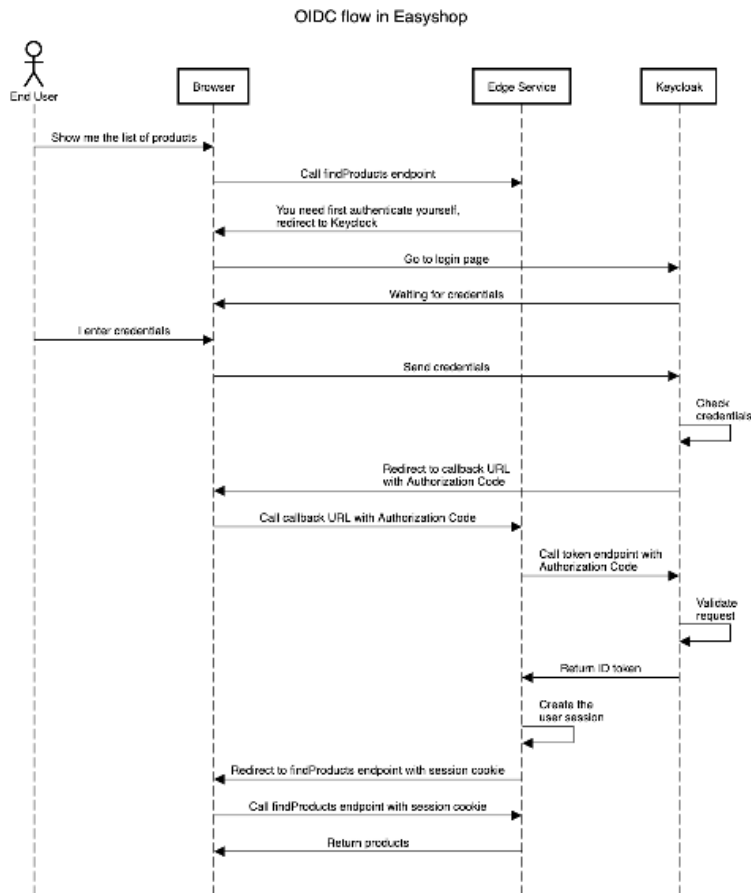 OIDC flow in Easyshop
End User
Browser
Edge Service
Keycloak
Show me the list of products
Call findProducts endpoint
You need first authenticate yourself,
redirect to Keyclock
Go to login page
Waiting for credentials
I enter credentials
Send credentials
Check
credentials
Redirect to callback URL
with Authorization Code
Call callback URL with Authorization Code
Call token endpoint with
Authorization Code
Validate
request
Return ID token
Create the
user session
Redirect to findProducts endpoint with session cookie
Call findProducts endpoint with session cookie
Return products